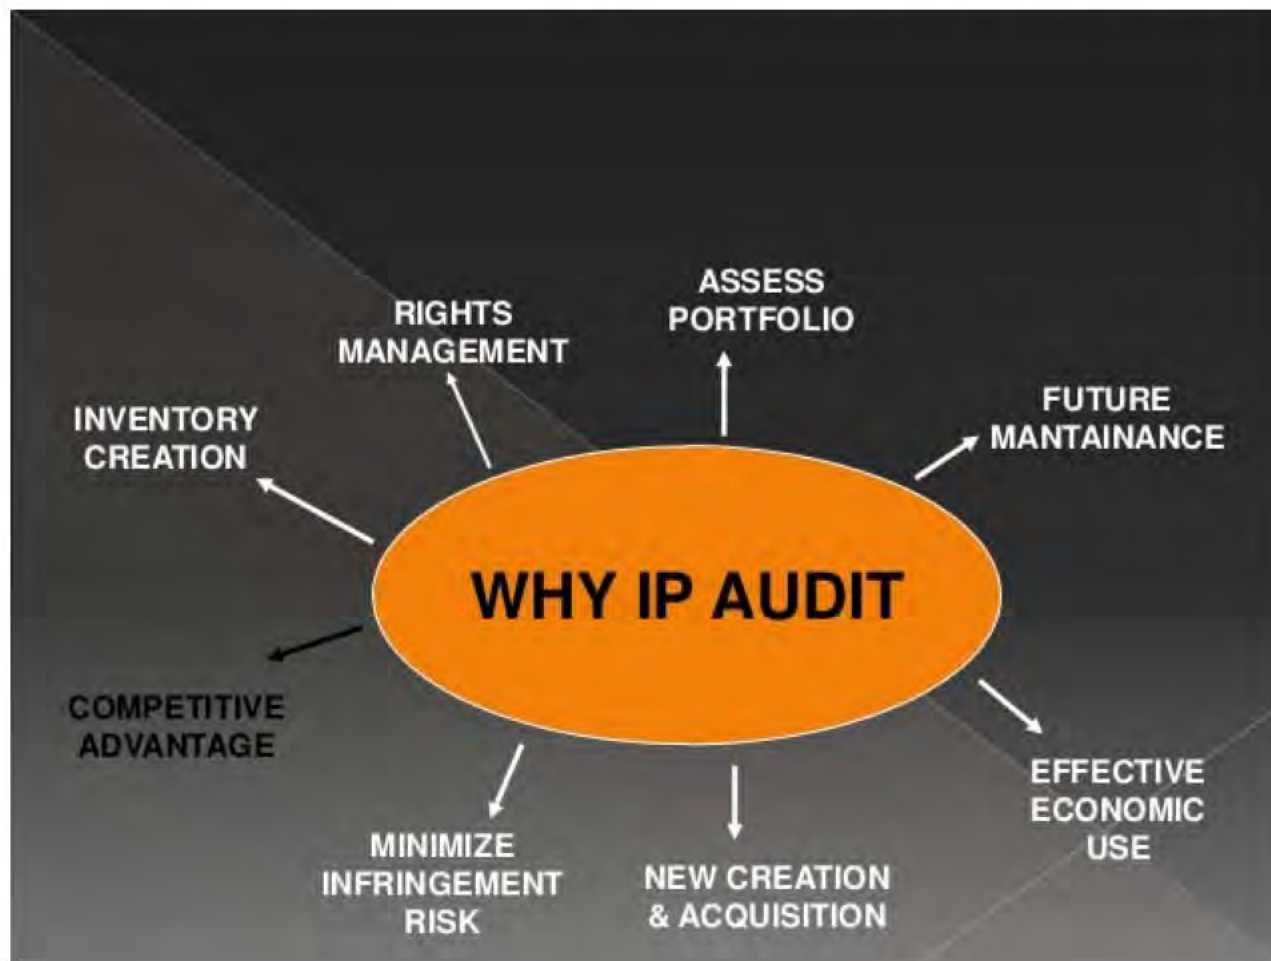 ASSESS
PORTFOLIO
RIGHTS
MANAGEMENT
FUTURE
MANTAINANCE
INVENTORY
CREATION
WHY IP AUDIT
COMPETITIVE
ADVANTAGE
EFFECTIVE
ECONOMIC
USE
MINIMIZE
INFRINGEMENT
RISK
NEW CREATION
& ACQUISITION